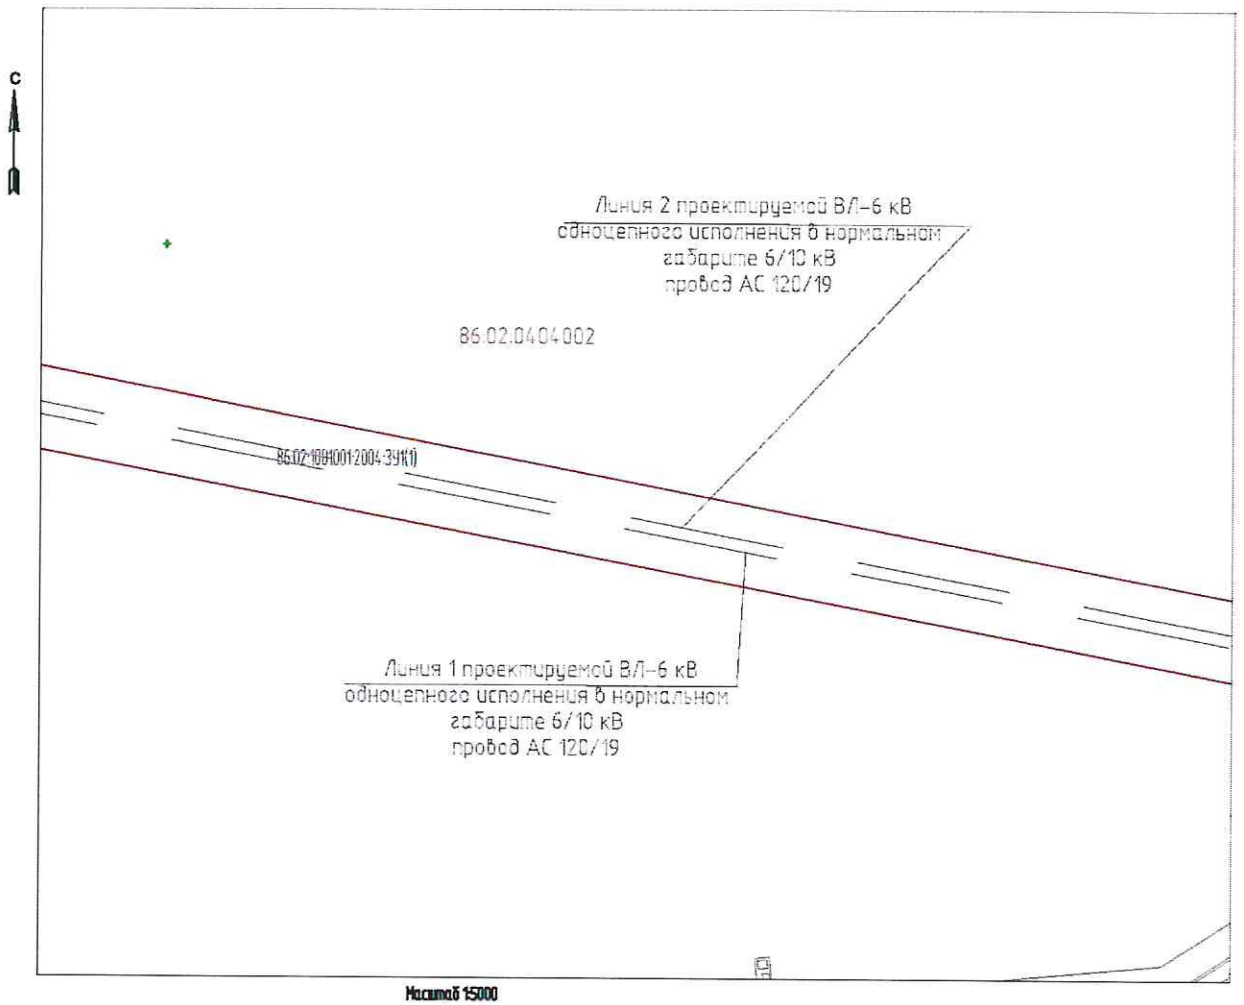 С
Линия 2 проектируемой ВЛ-6 кВ
одноцепного исполнения в нормальном
габарите 6/10 кВ
провод АС 120/19
86:02:0404002
86:02:1001001:2004:ЗУ1(1)
Линия 1 проектируемой ВЛ-6 кВ
одноцепного исполнения в нормальном
габарите 6/10 кВ
провод АС 120/19
Масштаб 1:5000